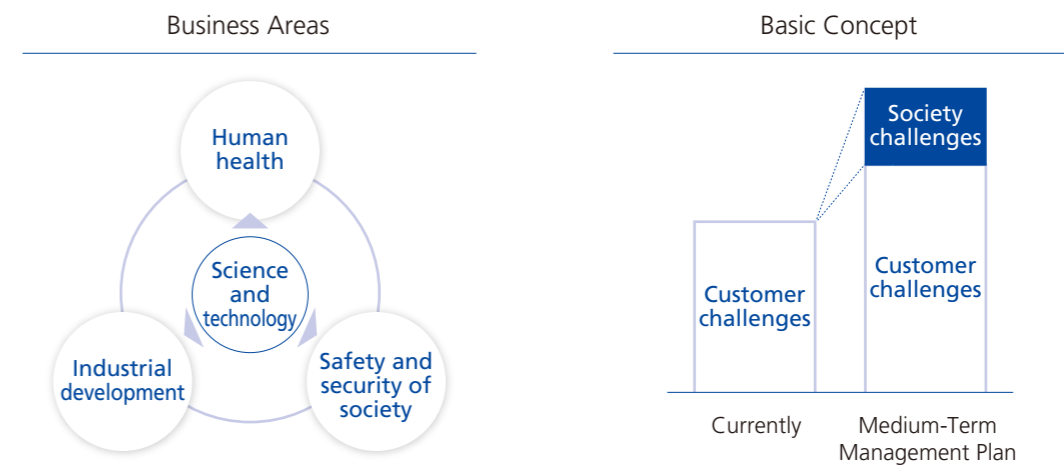 Business Areas
Human
health
Science
and
technology
Industrial
development
Safety and
security of
society
Basic Concept
Society
challenges
Customer
challenges
Customer
challenges
Currently
Medium-Term
Management Plan